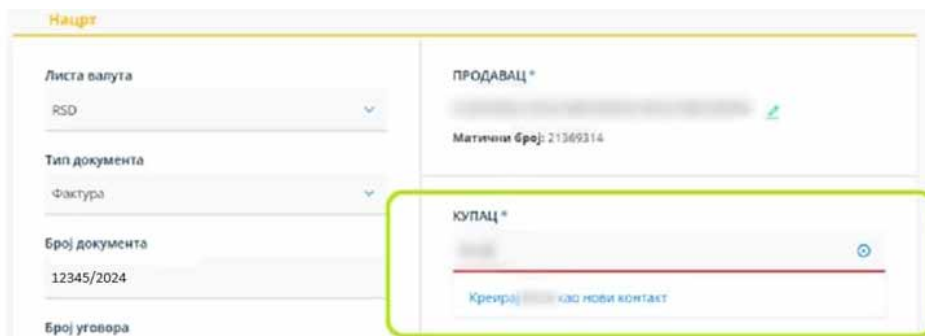 Нацрт
Листа валута
RSD
Тип документа
Фактура
Број документа
12345/2024
Број уговора
ПРОДАВАЦ *
Матични број: 21369314
КУПАЦ *
Креирај као нови контакт